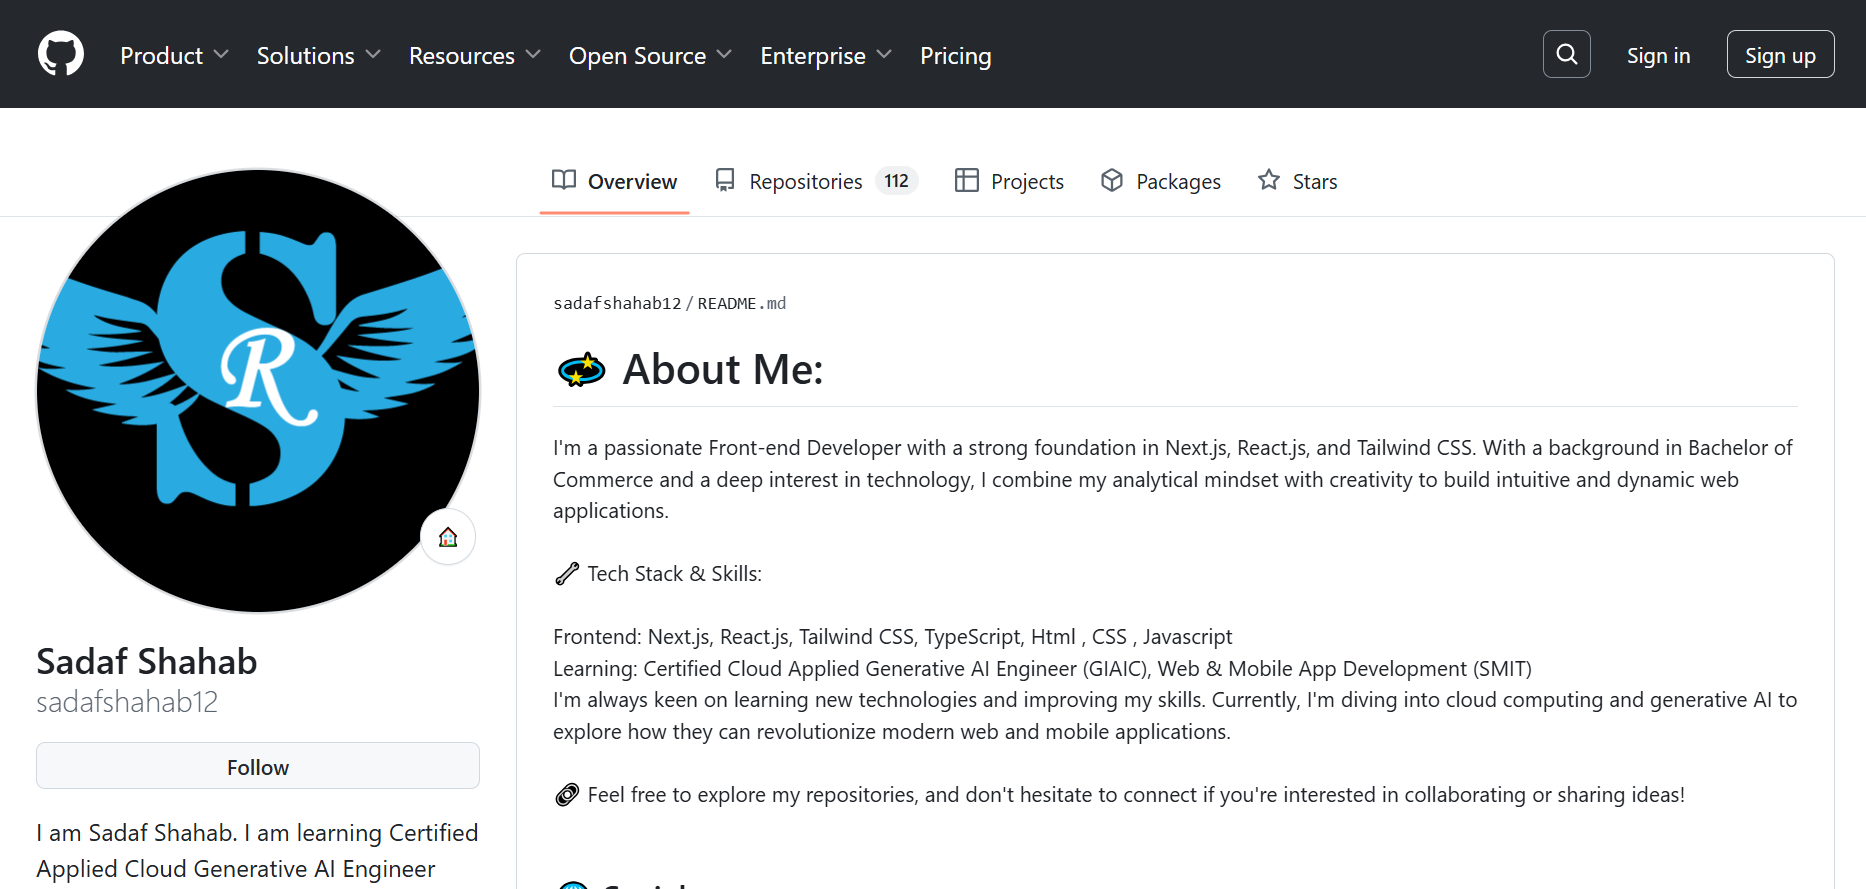 Product Solutions Resources Open Source Enterprise Pricing Sign in Sign up
Overview Repositories 112 Projects Packages Stars
S
R
Sadaf Shahab
sadafshahab12
Follow
I am Sadaf Shahab. I am learning Certified
Applied Cloud Generative AI Engineer
sadafshahab12/README.md
About Me:
I'm a passionate Front-end Developer with a strong foundation in Next.js, React.js, and Tailwind CSS. With a background in Bachelor of
Commerce and a deep interest in technology, I combine my analytical mindset with creativity to build intuitive and dynamic web
applications.
Tech Stack & Skills:
Frontend: Next.js, React.js, Tailwind CSS, TypeScript, Html , CSS , Javascript
Learning: Certified Cloud Applied Generative AI Engineer (GIAIC), Web & Mobile App Development (SMIT)
I'm always keen on learning new technologies and improving my skills. Currently, I'm diving into cloud computing and generative AI to
explore how they can revolutionize modern web and mobile applications.
Feel free to explore my repositories, and don't hesitate to connect if you're interested in collaborating or sharing ideas!